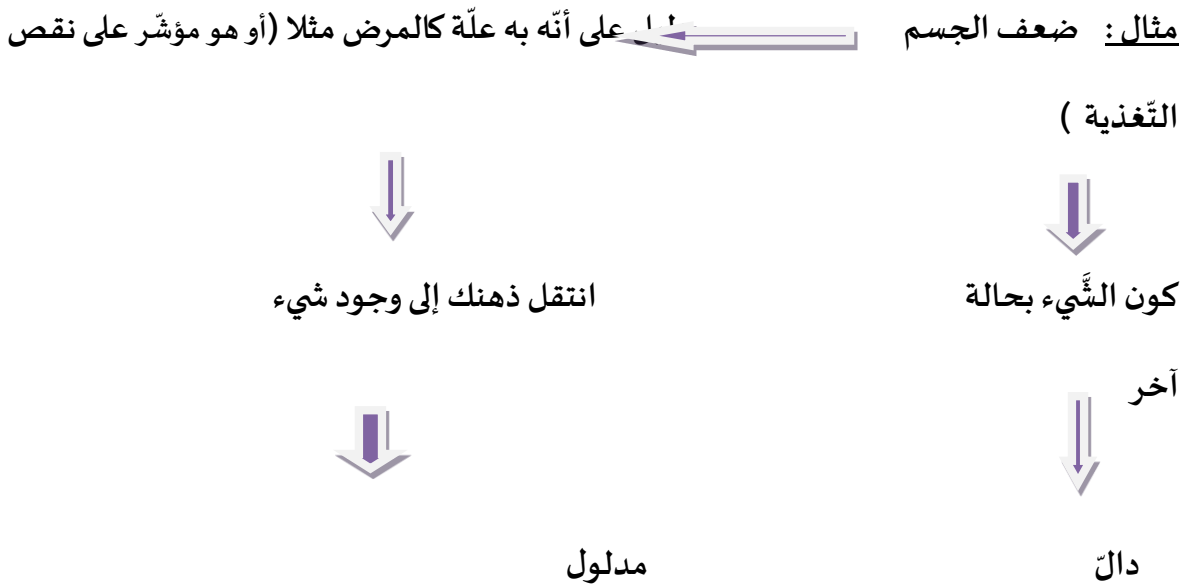 مثال : ضعف الجسم على أنّه به علّة كالمرض مثلا (أو هو مؤشّر على نقص
التّغذية )
كون الشَّيء بحالة انتقل ذهنك إلى وجود شيء
آخر
دالّ مدلول